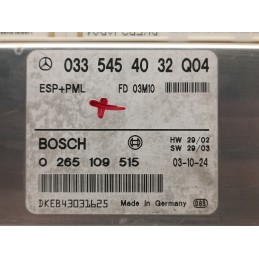 033 545 40 32 Q04
ESP+PML FD 03M10
BOSCH
HW 29/02
SW 29/03
0 265 109 515 03-10-24
DKEB43031625 Made in Germany